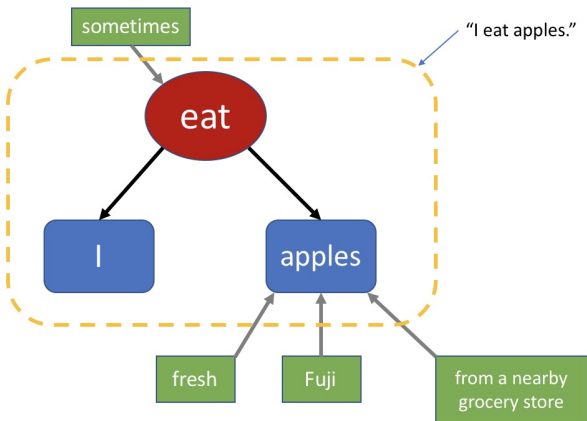 sometimes
“I eat apples.”
eat
I
apples
fresh
Fuji
from a nearby
grocery store